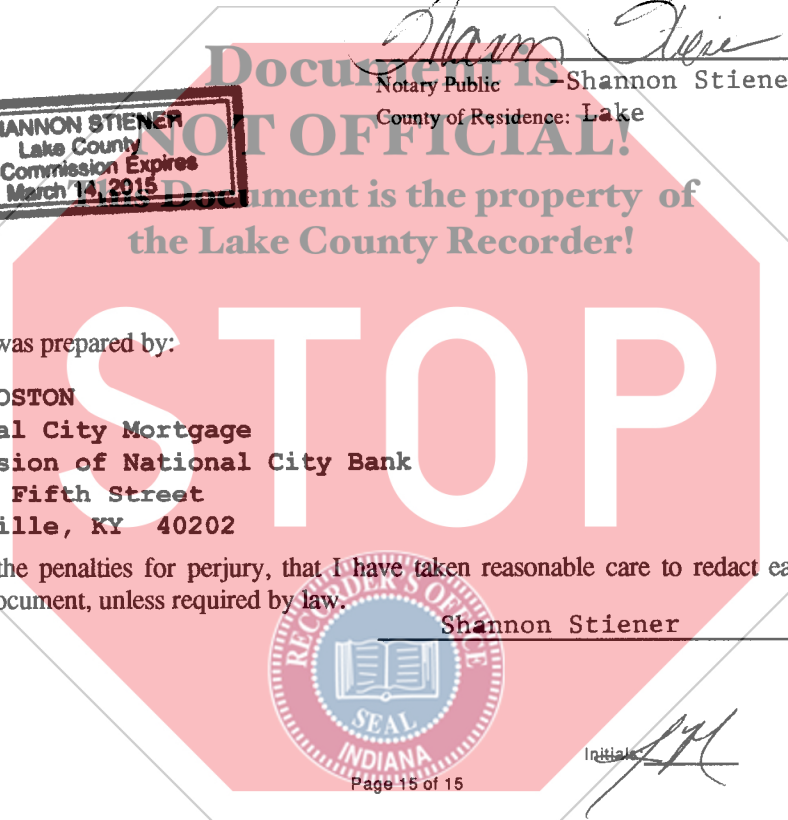 Document is
Notary Public - Shannon Stiene
NOT OFFICIAL!
County of Residence: Lake
HANNON STIENER
Lake County
Commission Expires
March 14, 2015
This Document is the property of
the Lake County Recorder!
STOP
was prepared by:
OSTON
al City Mortgage
sion of National City Bank
Fifth Street
ille, KY 40202
the penalties for perjury, that I have taken reasonable care to redact ea
ocument, unless required by law.
Shannon Stiener
RECORDER'S OFFICE
SEAL
INDIANA
Initials:
Page 15 of 15